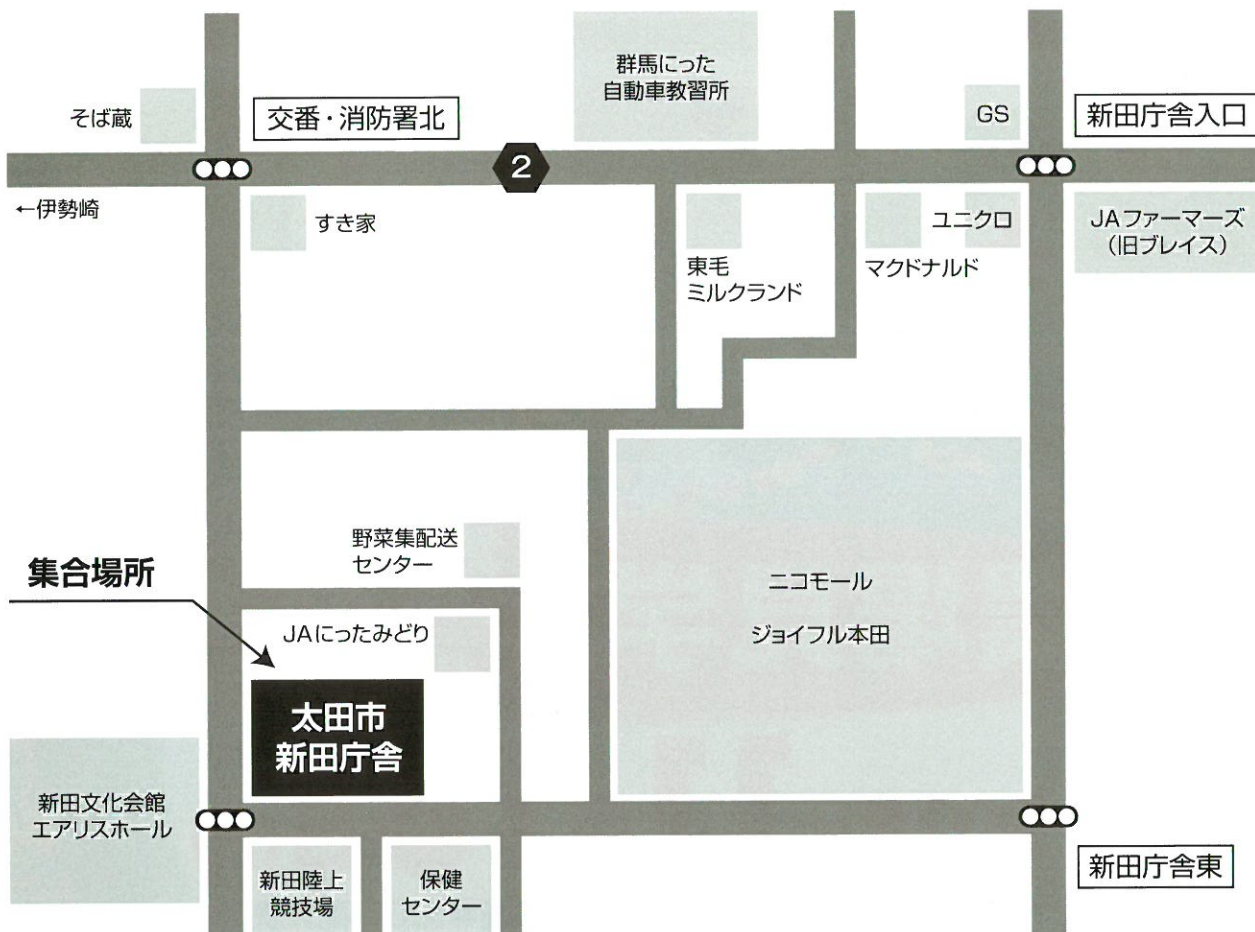 群馬にった
自動車教習所
そば蔵
交番・消防署北
GS
新田庁舎入口
2
←伊勢崎
すき家
東毛
ミルクランド
マクドナルド
ユニクロ
JAファーマーズ
（旧プレイス）
野菜集配送
センター
集合場所
JAにったみどり
ニコモール
ジョイフル本田
太田市
新田庁舎
新田文化会館
エアリスホール
新田陸上
競技場
保健
センター
新田庁舎東